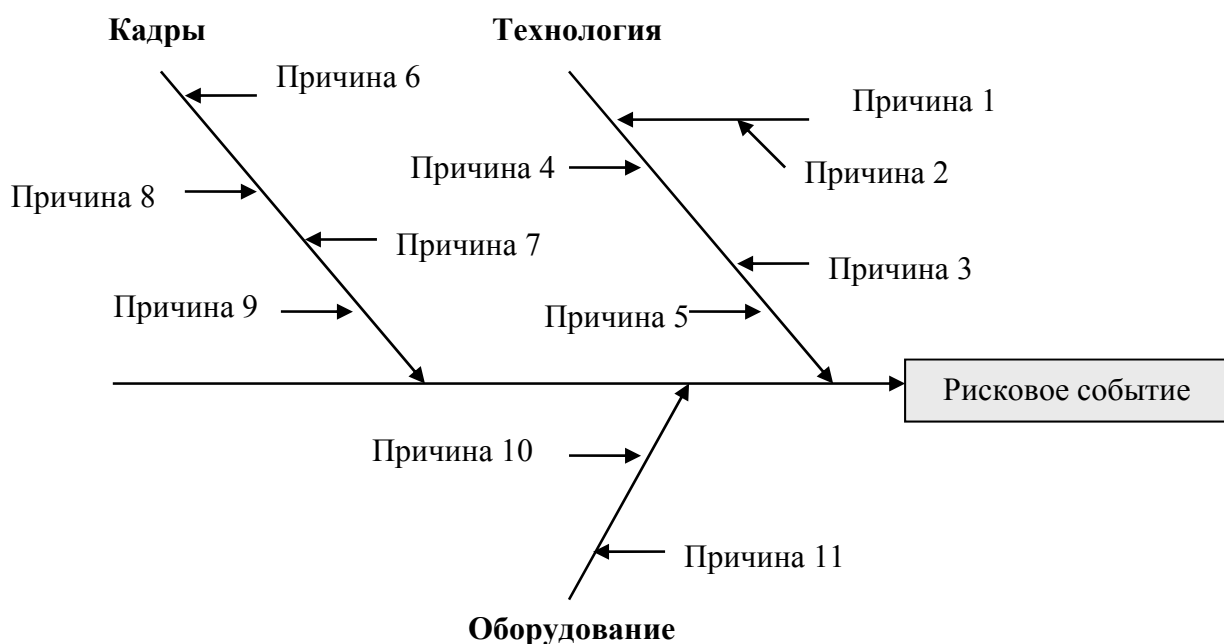 Кадры
Технология
Причина 6
Причина 1
Причина 4
Причина 2
Причина 8
Причина 7
Причина 3
Причина 9
Причина 5
Рисковое событие
Причина 10
Причина 11
Оборудование